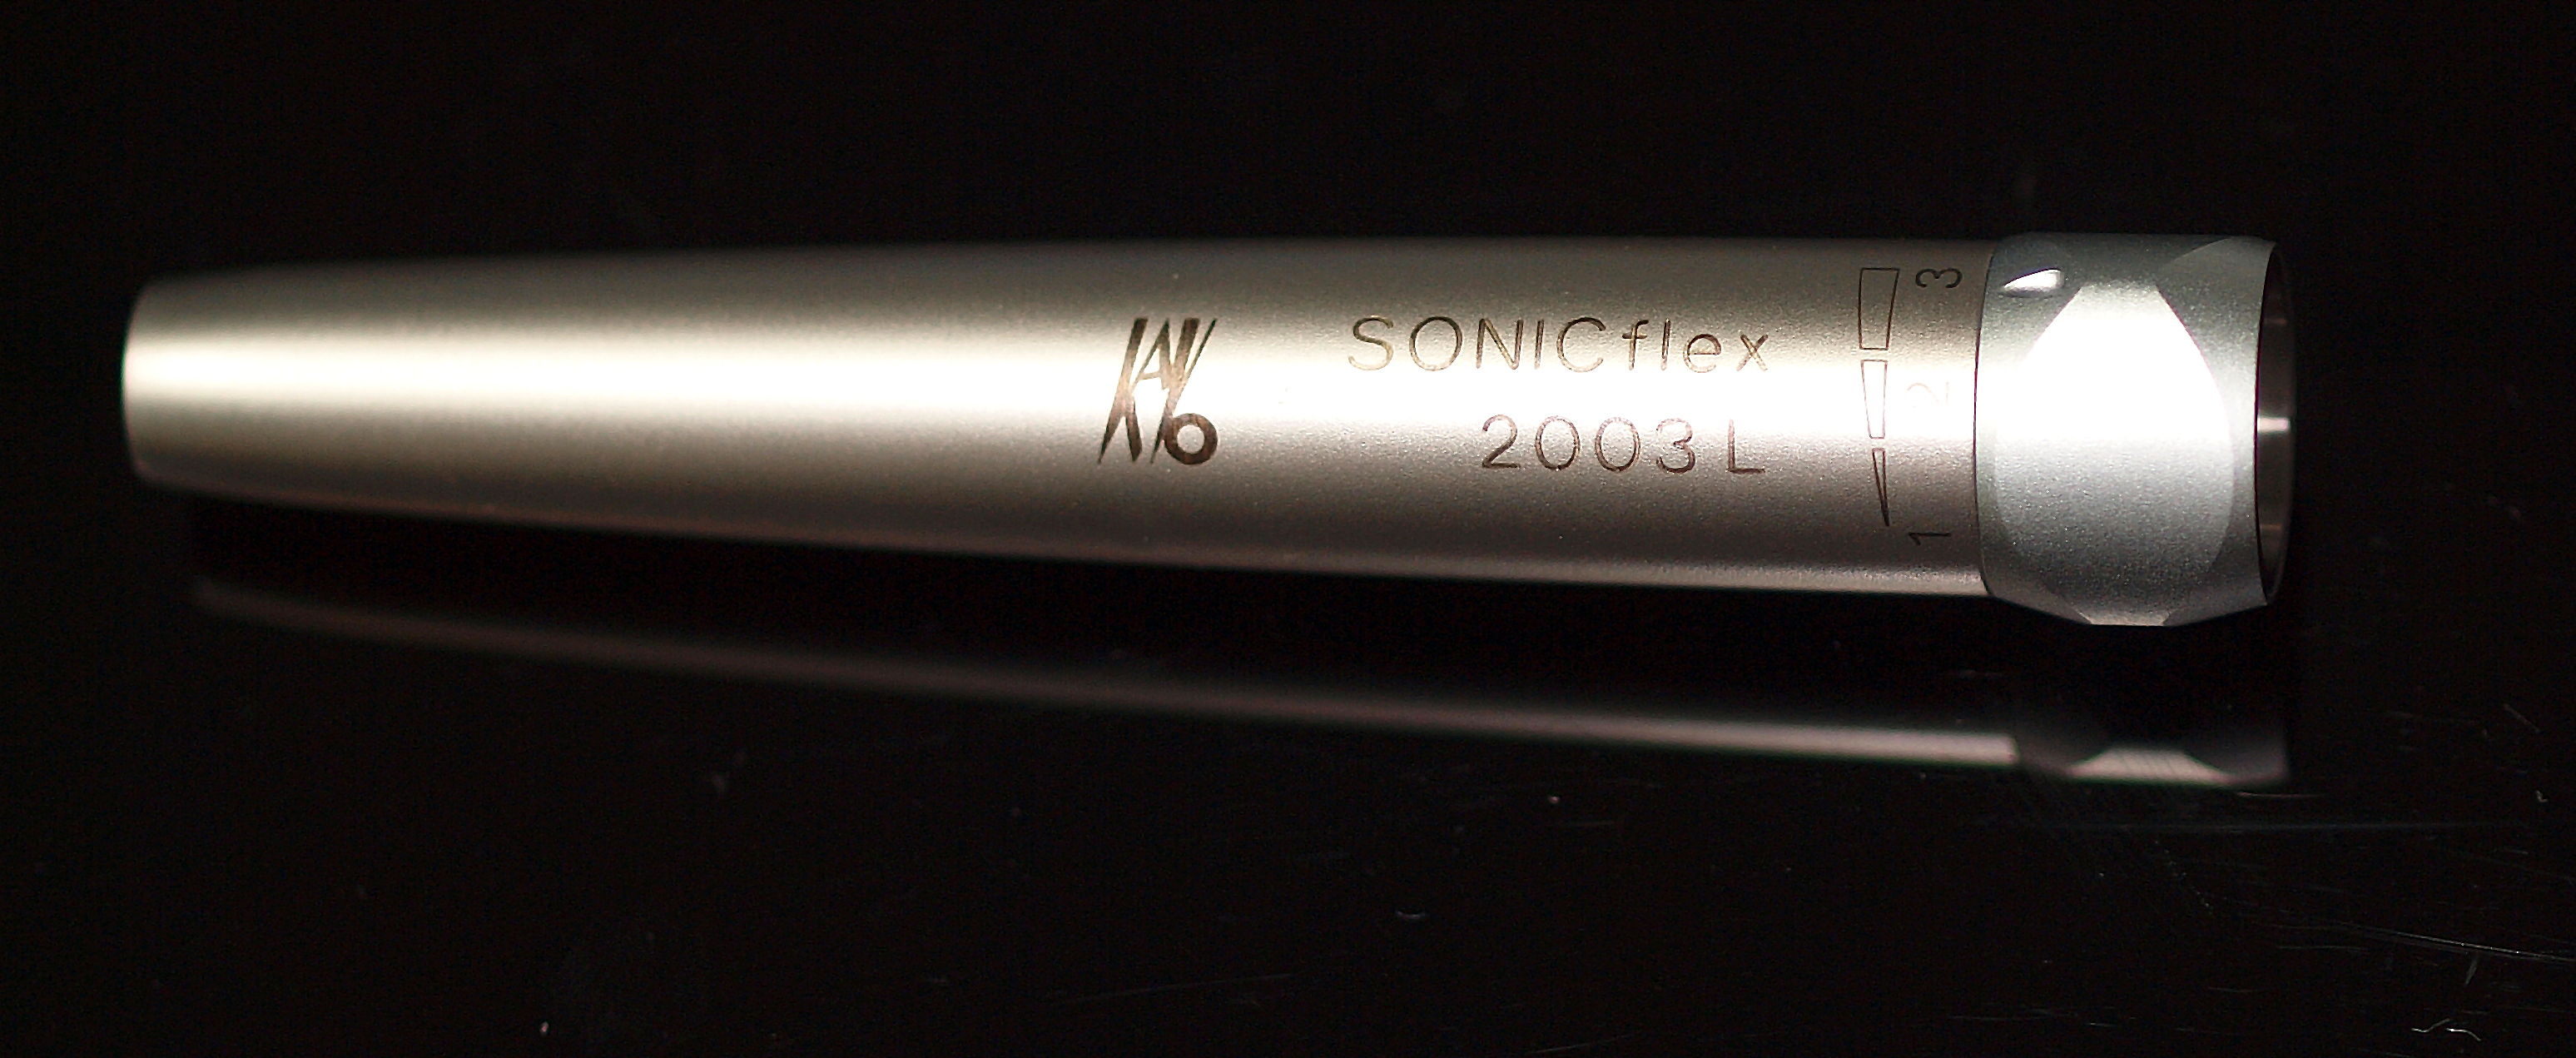 KAVo
SONICflex
2003 L
3
2
1